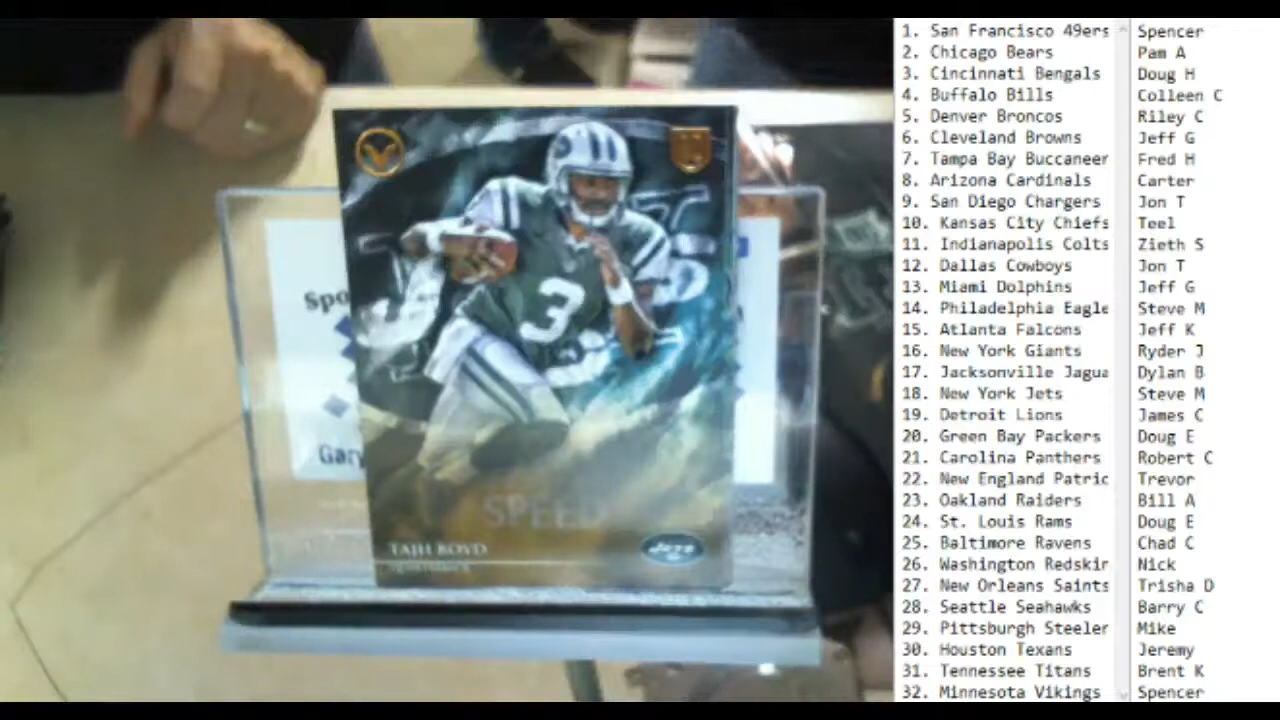 V
3
SPEED
TAJH BOYD
JETS
Spo
Gary
1. San Francisco 49ers Spencer
2. Chicago Bears Pam A
3. Cincinnati Bengals Doug H
4. Buffalo Bills Colleen C
5. Denver Broncos Riley C
6. Cleveland Browns Jeff G
7. Tampa Bay Buccaneer Fred H
8. Arizona Cardinals Carter
9. San Diego Chargers Jon T
10. Kansas City Chiefs Teel
11. Indianapolis Colts Zieth S
12. Dallas Cowboys Jon T
13. Miami Dolphins Jeff G
14. Philadelphia Eagle Steve M
15. Atlanta Falcons Jeff K
16. New York Giants Ryder J
17. Jacksonville Jagua Dylan B
18. New York Jets Steve M
19. Detroit Lions James C
20. Green Bay Packers Doug E
21. Carolina Panthers Robert C
22. New England Patric Trevor
23. Oakland Raiders Bill A
24. St. Louis Rams Doug E
25. Baltimore Ravens Chad C
26. Washington Redskir Nick
27. New Orleans Saints Trisha D
28. Seattle Seahawks Barry C
29. Pittsburgh Steeler Mike
30. Houston Texans Jeremy
31. Tennessee Titans Brent K
32. Minnesota Vikings Spencer